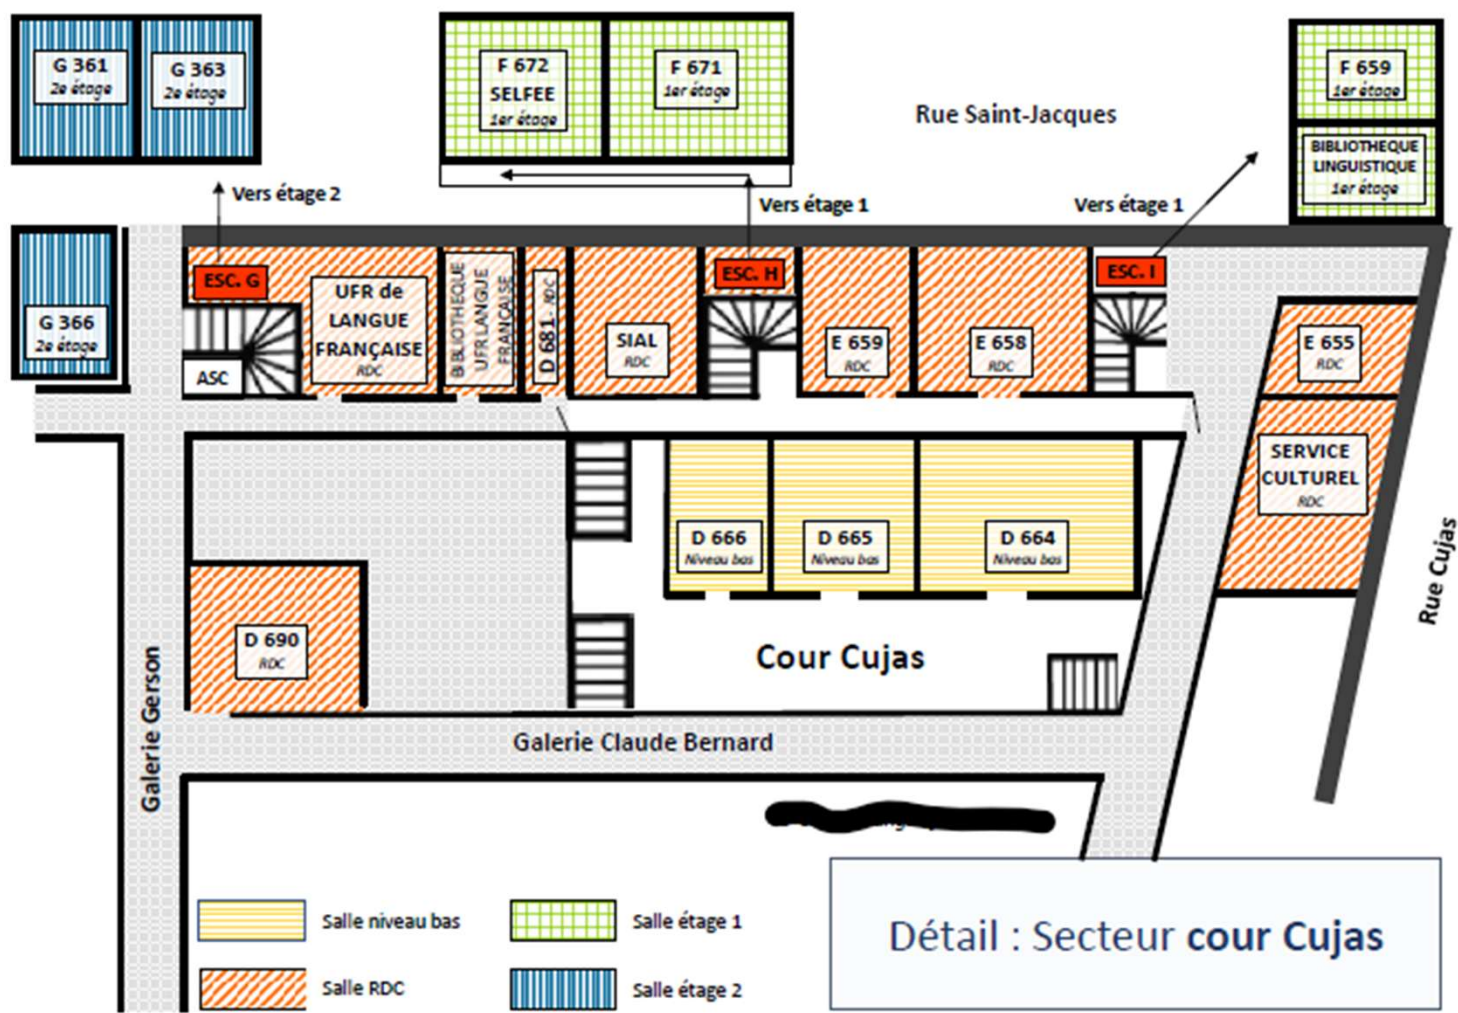 G 361
2e étage
G 363
2e étage
F 672
SELFEE
1er étage
F 671
1er étage
Rue Saint-Jacques
F 659
1er étage
BIBLIOTHEQUE
LINGUISTIQUE
1er étage
Vers étage 2
Vers étage 1
Vers étage 1
G 366
2e étage
ESC. G
ASC
UFR de
LANGUE
FRANÇAISE
RDC
BIBLIOTHEQUE
UFR LANGUE
FRANÇAISE
D 681 - RDC
SIAL
RDC
ESC. H
E 659
RDC
E 658
RDC
ESC. I
E 655
RDC
SERVICE
CULTUREL
RDC
D 666
Niveau bas
D 665
Niveau bas
D 664
Niveau bas
Rue Cujas
D 690
RDC
Cour Cujas
Galerie Gerson
Galerie Claude Bernard
Salle niveau bas
Salle étage 1
Salle RDC
Salle étage 2
Détail : Secteur cour Cujas